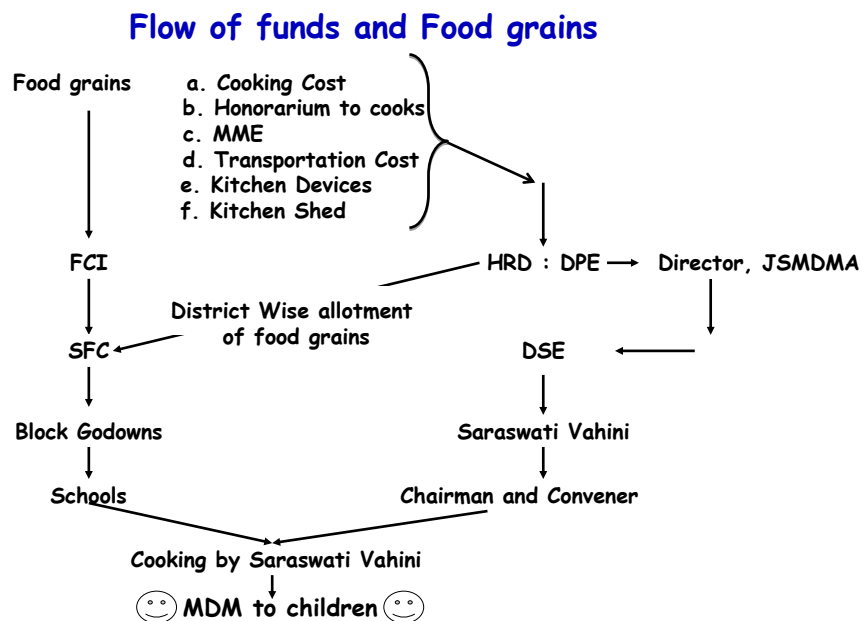 Flow of funds and Food grains
Food grains
a. Cooking Cost
b. Honorarium to cooks
c. MME
d. Transportation Cost
e. Kitchen Devices
f. Kitchen Shed
FCI
HRD : DPE
Director, JSMDMA
District Wise allotment
of food grains
SFC
DSE
Block Godowns
Saraswati Vahini
Schools
Chairman and Convener
Cooking by Saraswati Vahini
MDM to children